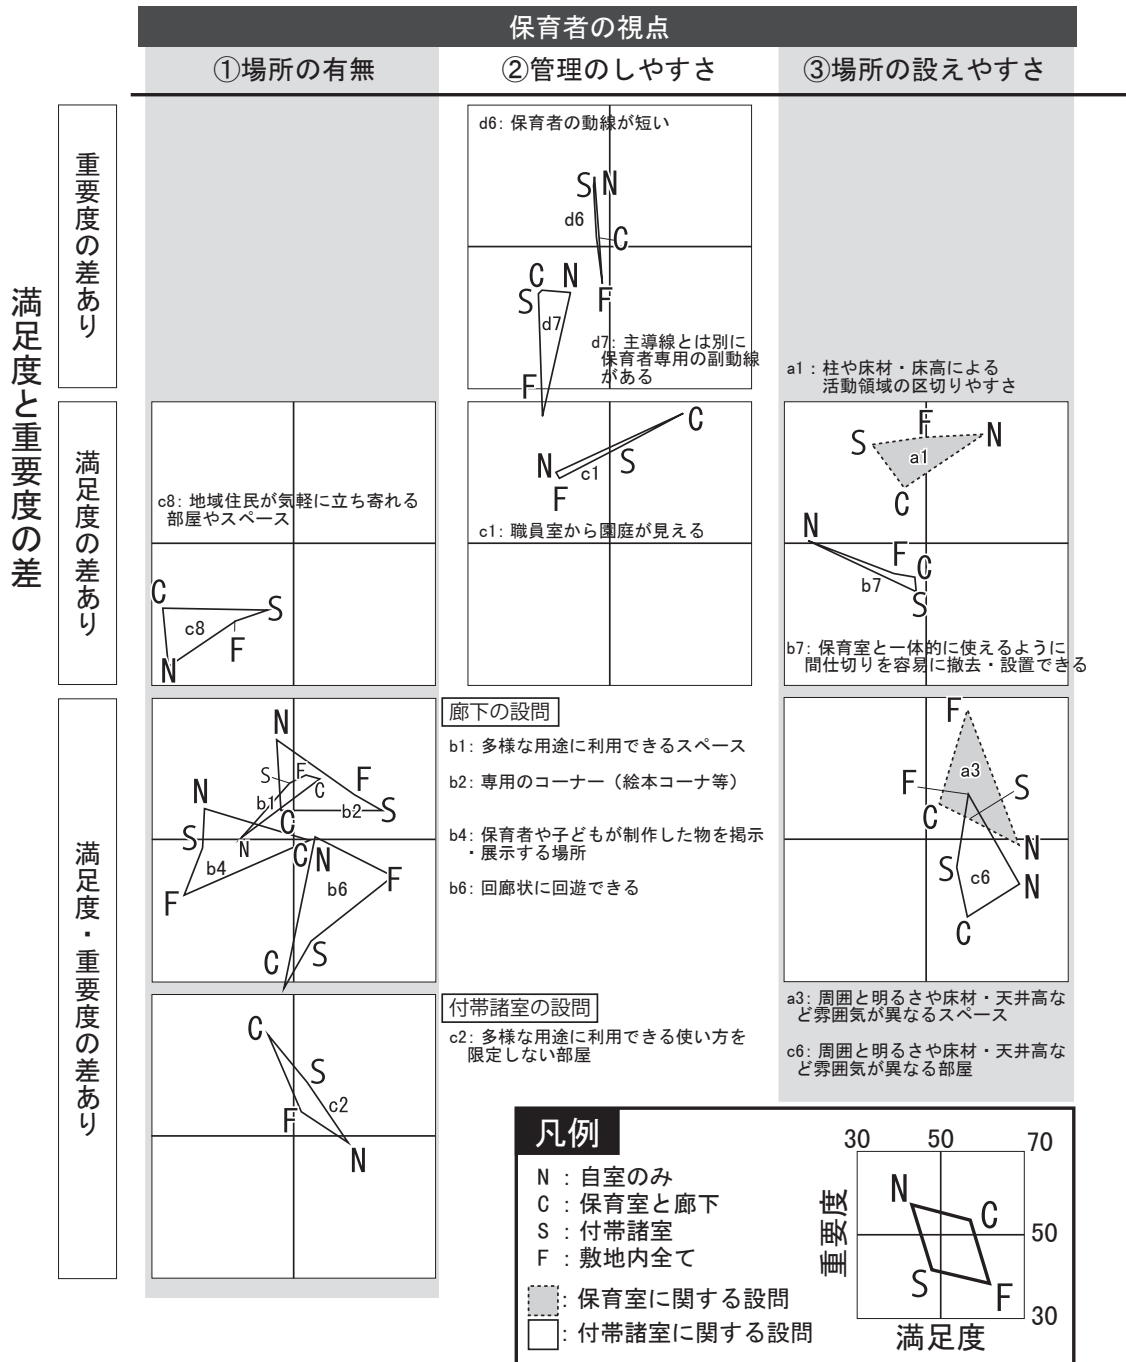 保育者の視点
①場所の有無
②管理のしやすさ
③場所の設えやすさ
満足度と重要度の差
重要度の差あり
d6: 保育者の動線が短い
S
N
d6
C
F
C
N
S
d7
F
d7: 主導線とは別に
保育者専用の副動線
がある
満足度の差あり
c8: 地域住民が気軽に立ち寄れる
部屋やスペース
C
S
c8
F
N
C
N
S
c1
F
c1: 職員室から園庭が見える
a1：柱や床材・床高による
活動領域の区切りやすさ
F
S
N
a1
C
N
F
C
b7
S
b7: 保育室と一体的に使えるように
間仕切りを容易に撤去・設置できる
満足度・重要度の差あり
N
S
F
C
F
b1
b2
S
N
C
S
N
b4
F
C
N
b6
F
C
S
廊下の設問
b1: 多様な用途に利用できるスペース
b2: 専用のコーナー（絵本コーナ等）
b4: 保育者や子どもが制作した物を掲示
・展示する場所
b6: 回廊状に回遊できる
F
a3
F
S
C
N
S
c6
N
C
a3: 周囲と明るさや床材・天井高な
ど雰囲気が異なるスペース
c6: 周囲と明るさや床材・天井高な
ど雰囲気が異なる部屋
C
S
c2
F
N
付帯諸室の設問
c2: 多様な用途に利用できる使い方を
限定しない部屋
凡例
N ：自室のみ
C ：保育室と廊下
S ：付帯諸室
F ：敷地内全て
：保育室に関する設問
：付帯諸室に関する設問
30 50 70
N
C
50
S
F
30
重要度
満足度